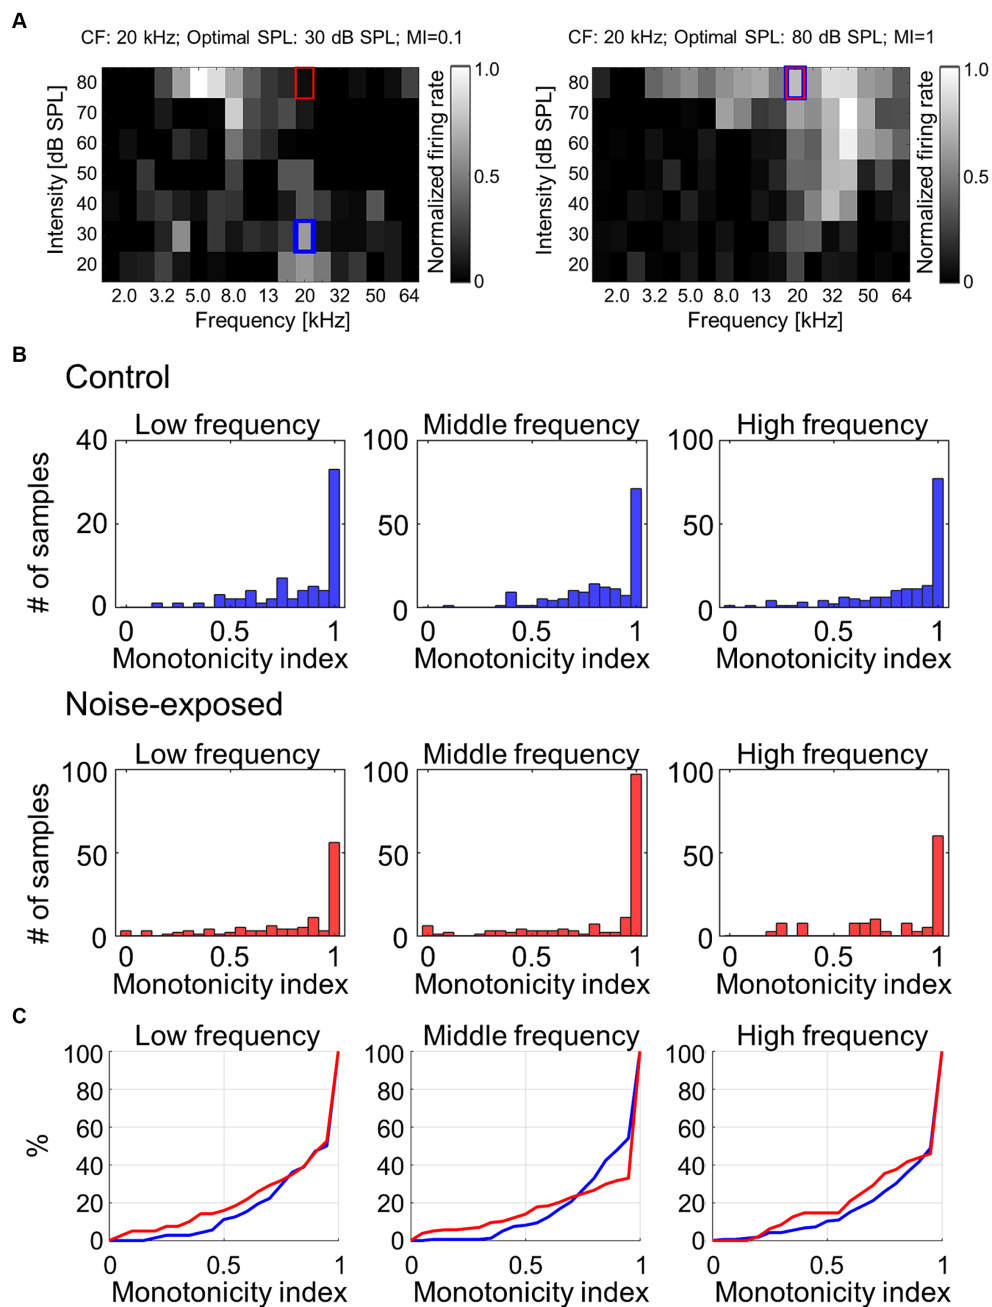 A
CF: 20 kHz; Optimal SPL: 30 dB SPL; MI=0.1
CF: 20 kHz; Optimal SPL: 80 dB SPL; MI=1
Intensity [dB SPL]
80
70
60
50
40
30
20
2.0 3.2 5.0 8.0 13 20 32 50 64
Frequency [kHz]
1.0
0.5
0
Normalized firing rate
Intensity [dB SPL]
80
70
60
50
40
30
20
2.0 3.2 5.0 8.0 13 20 32 50 64
Frequency [kHz]
1.0
0.5
0
Normalized firing rate
B
Control
Low frequency
# of samples
40
20
0
0 0.5 1
Monotonicity index
Middle frequency
100
50
0
0 0.5 1
Monotonicity index
High frequency
100
50
0
0 0.5 1
Monotonicity index
Noise-exposed
Low frequency
# of samples
100
50
0
0 0.5 1
Monotonicity index
Middle frequency
100
50
0
0 0.5 1
Monotonicity index
High frequency
100
50
0
0 0.5 1
Monotonicity index
C
Low frequency
%
100
80
60
40
20
0
0.0 0.5 1
Monotonicity index
Middle frequency
100
80
60
40
20
0
0.0 0.5 1
Monotonicity index
High frequency
100
80
60
40
20
0
0.0 0.5 1
Monotonicity index